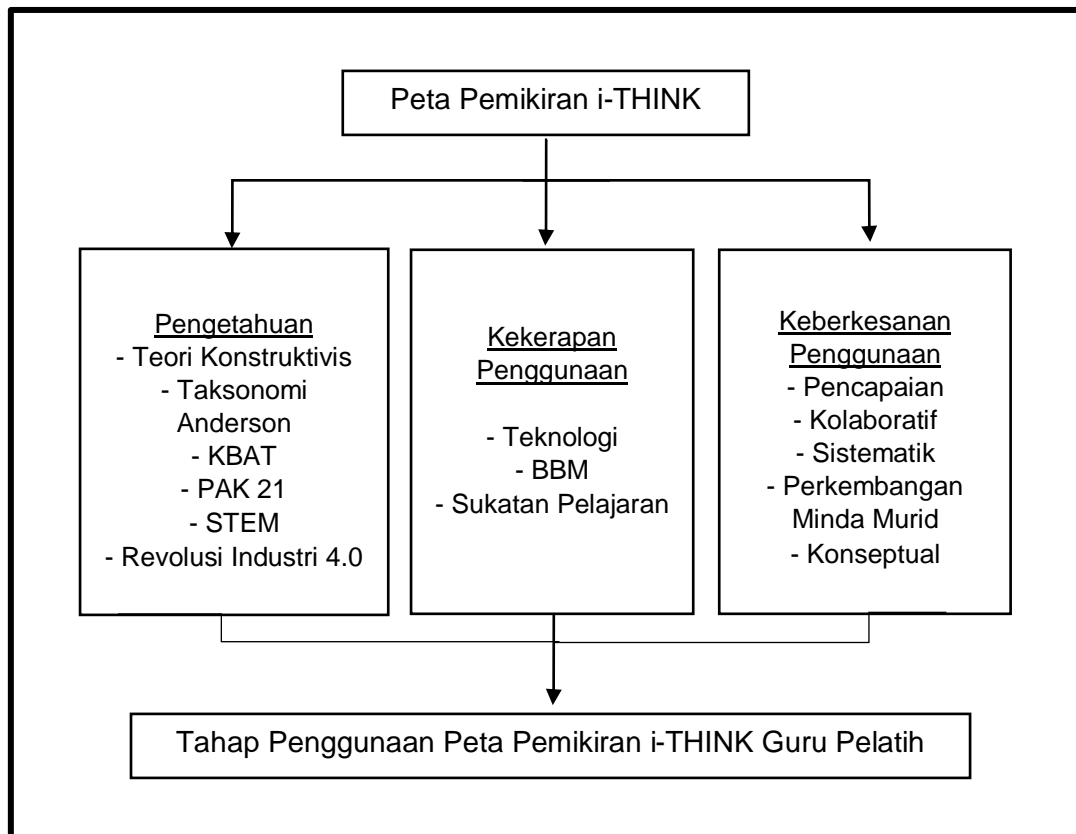 Peta Pemikiran i-THINK
Pengetahuan
- Teori Konstruktivis
- Taksonomi
Anderson
- KBAT
- PAK 21
- STEM
- Revolusi Industri 4.0
Kekerapan
Penggunaan
- Teknologi
- BBM
- Sukatan Pelajaran
Keberkesanan
Penggunaan
- Pencapaian
- Kolaboratif
- Sistematik
- Perkembangan
Minda Murid
- Konseptual
Tahap Penggunaan Peta Pemikiran i-THINK Guru Pelatih